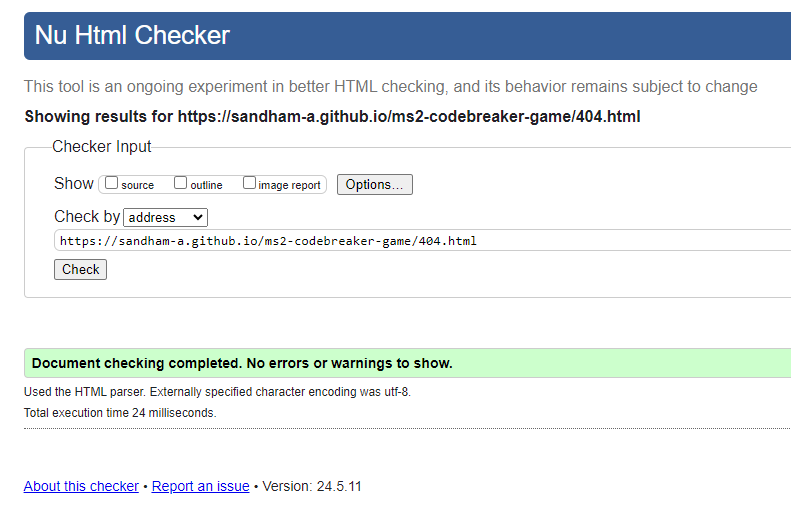 Nu Html Checker
This tool is an ongoing experiment in better HTML checking, and its behavior remains subject to change
Showing results for https://sandham-a.github.io/ms2-codebreaker-game/404.html
Checker Input
Show source outline image report Options...
Check by address
https://sandham-a.github.io/ms2-codebreaker-game/404.html
Check
Document checking completed. No errors or warnings to show.
Used the HTML parser. Externally specified character encoding was utf-8.
Total execution time 24 milliseconds.
About this checker • Report an issue • Version: 24.5.11